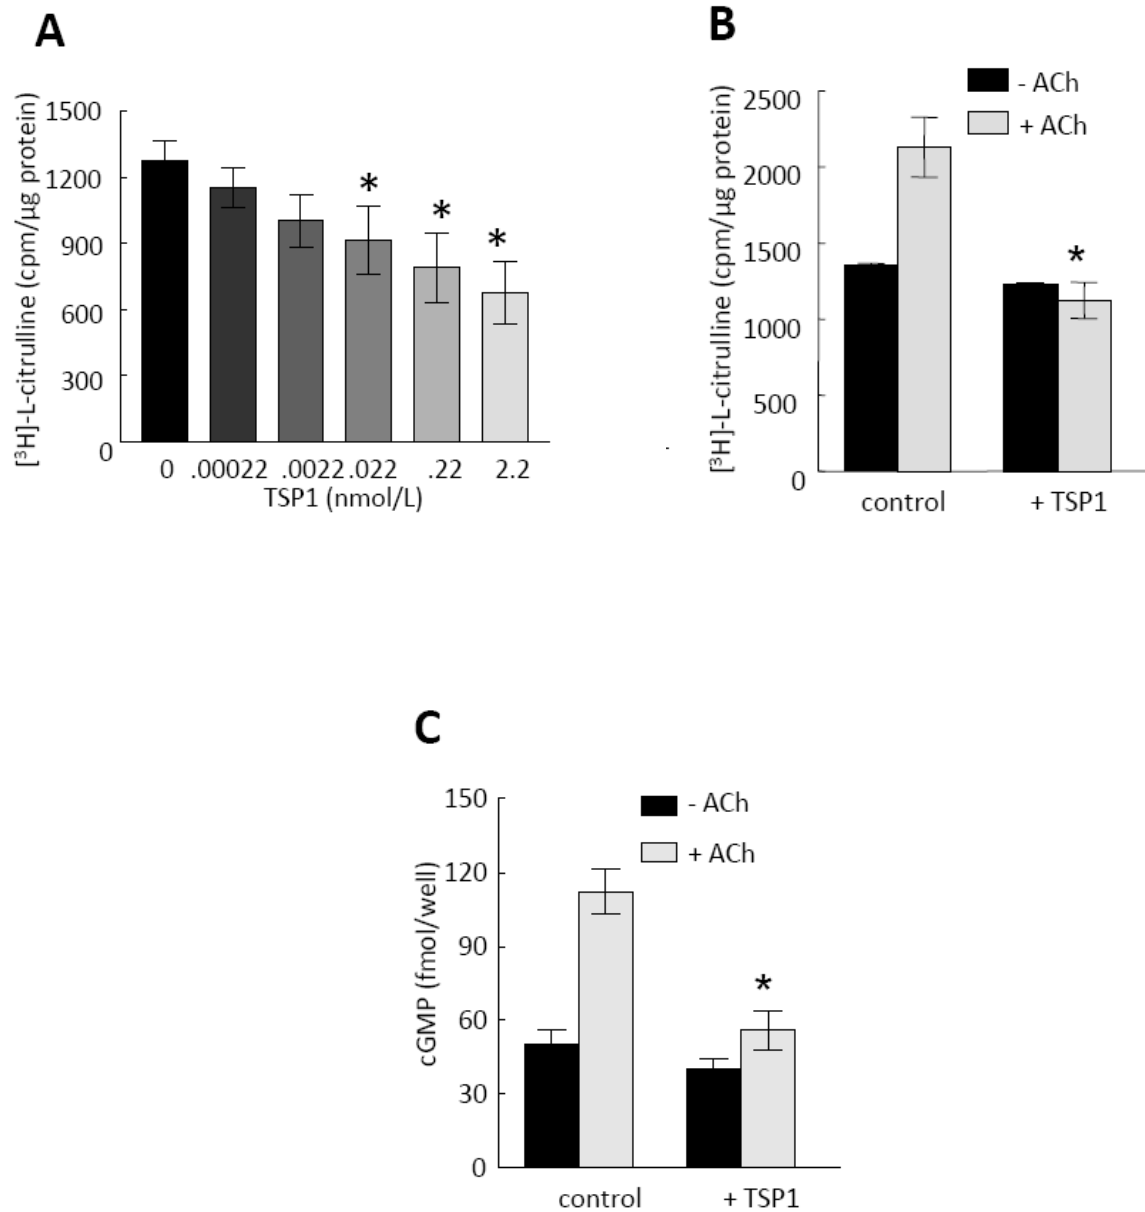 A
[³H]-L-citrulline (cpm/µg protein)
1500
1200
900
600
300
0
* * *
0 .00022 .0022 .022 .22 2.2
TSP1 (nmol/L)
B
- ACh
+ ACh
[³H]-L-citrulline (cpm/µg protein)
2500
2000
1500
1000
500
0
*
control + TSP1
C
- ACh
+ ACh
cGMP (fmol/well)
150
120
90
60
30
0
*
control + TSP1